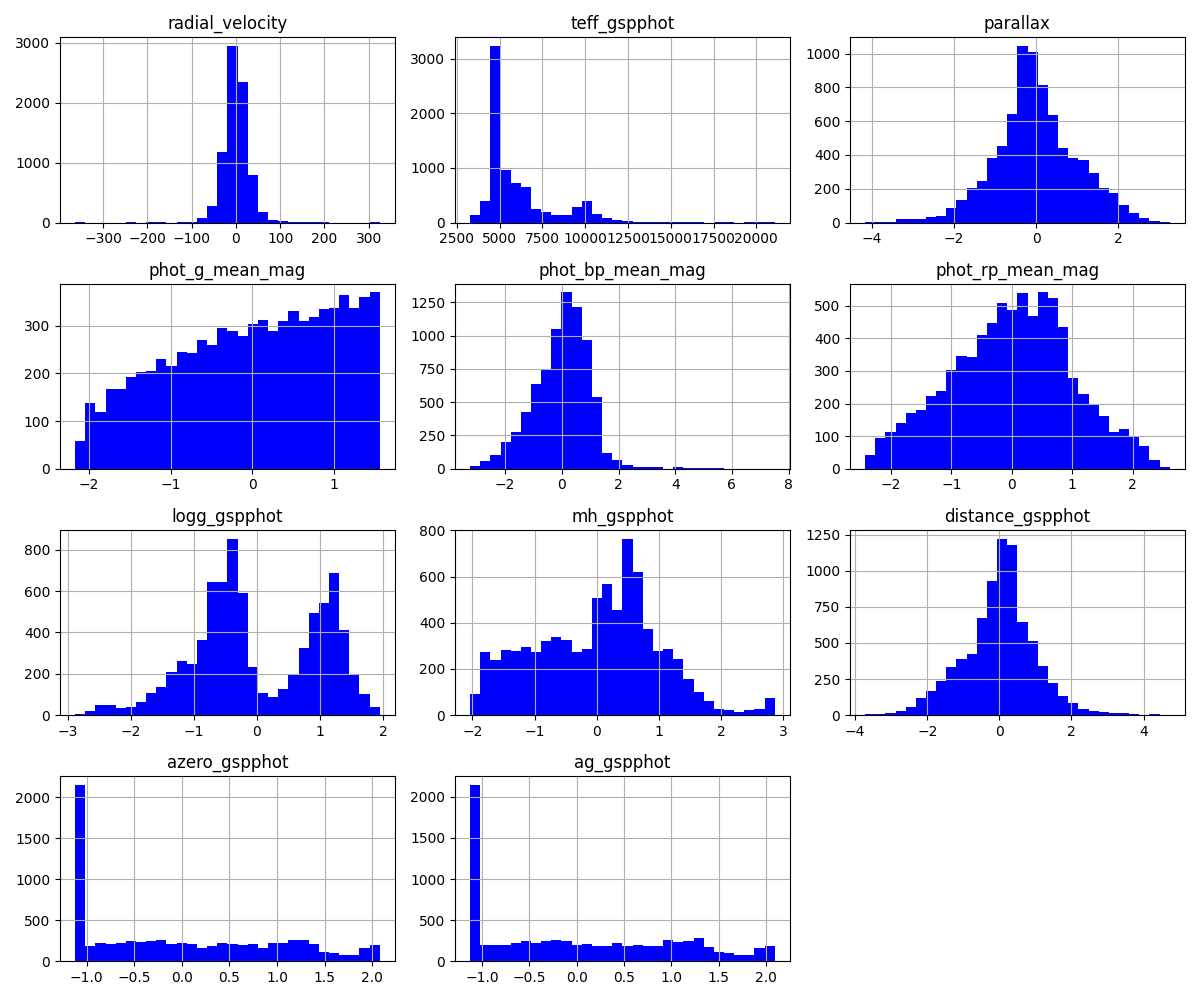 radial_velocity
3000
2000
1000
0
−300 −200 −100 0 100 200 300
teff_gspphot
3000
2000
1000
0
2500 5000 7500 10000 12500 15000 17500 20000
parallax
1000
800
600
400
200
0
−4 −2 0 2
phot_g_mean_mag
300
200
100
0
−2 −1 0 1
phot_bp_mean_mag
1250
1000
750
500
250
0
−2 0 2 4 6 8
phot_rp_mean_mag
500
400
300
200
100
0
−2 −1 0 1 2
logg_gspphot
800
600
400
200
0
−3 −2 −1 0 1 2
mh_gspphot
800
600
400
200
0
−2 −1 0 1 2 3
distance_gspphot
1250
1000
750
500
250
0
−4 −2 0 2 4
azero_gspphot
2000
1500
1000
500
0
−1.0 −0.5 0.0 0.5 1.0 1.5 2.0
ag_gspphot
2000
1500
1000
500
0
−1.0 −0.5 0.0 0.5 1.0 1.5 2.0